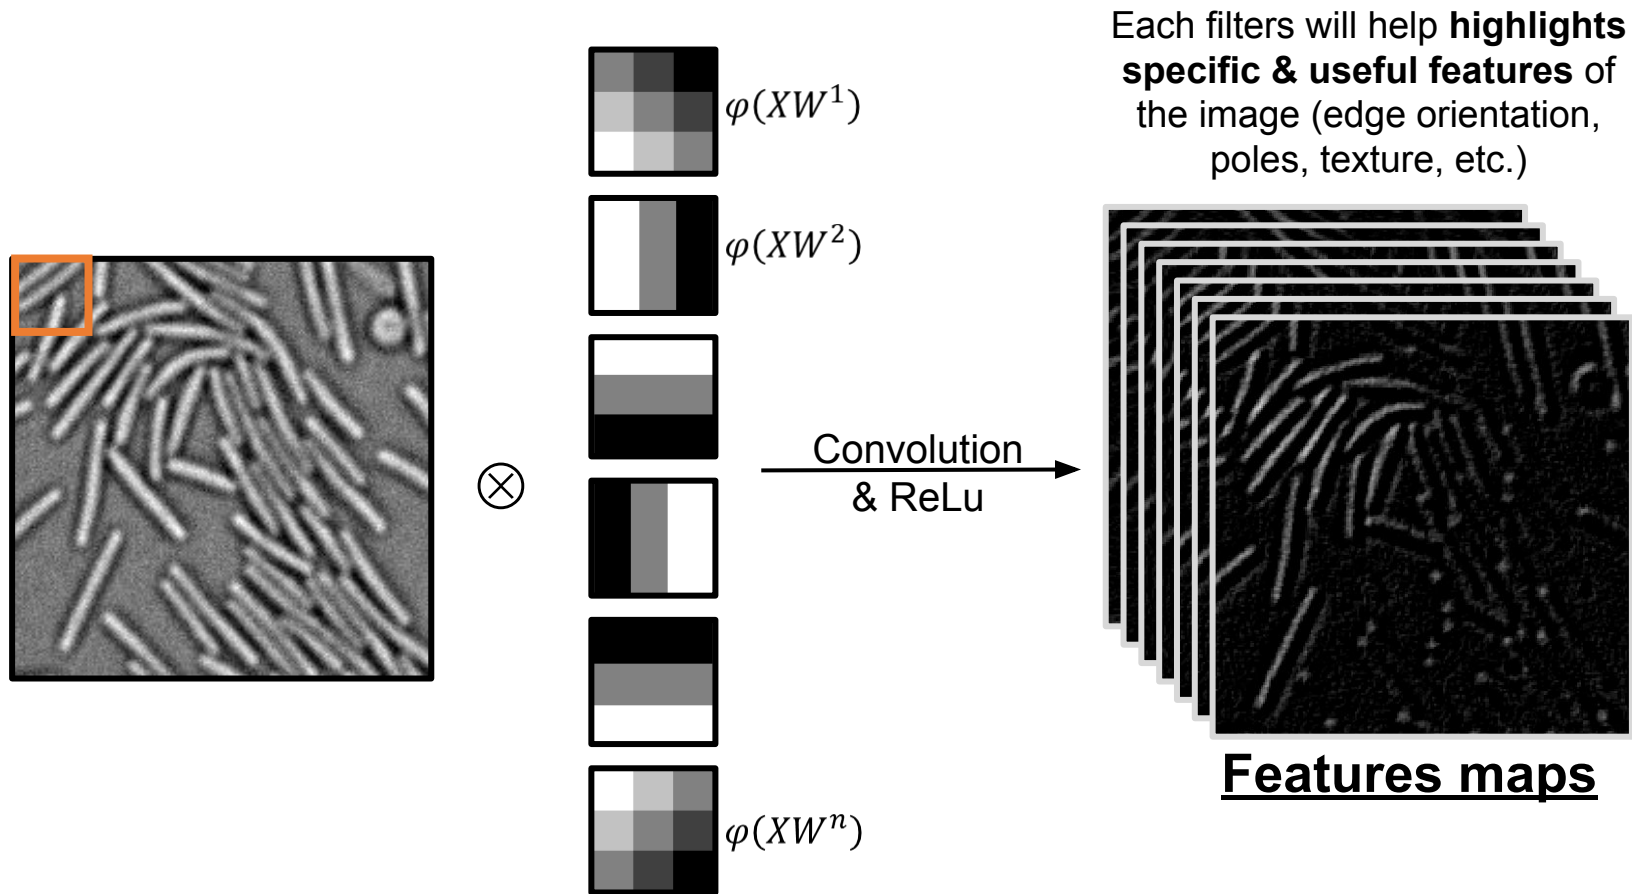 Each filters will help highlights
specific & useful features of
the image (edge orientation,
poles, texture, etc.)
φ(XW¹)
φ(XW²)
Convolution
& ReLu
φ(XWⁿ)
Features maps